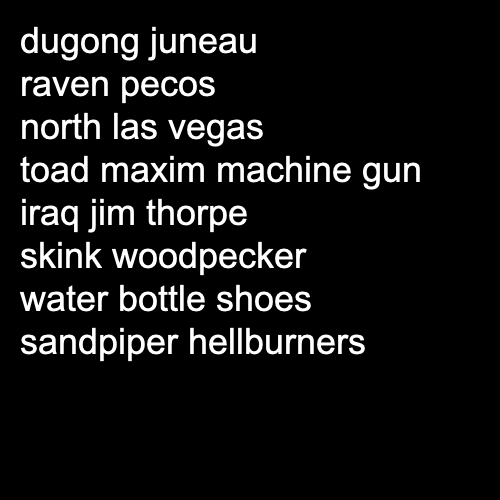 dugong juneau
raven pecos
north las vegas
toad maxim machine gun
iraq jim thorpe
skink woodpecker
water bottle shoes
sandpiper hellburners